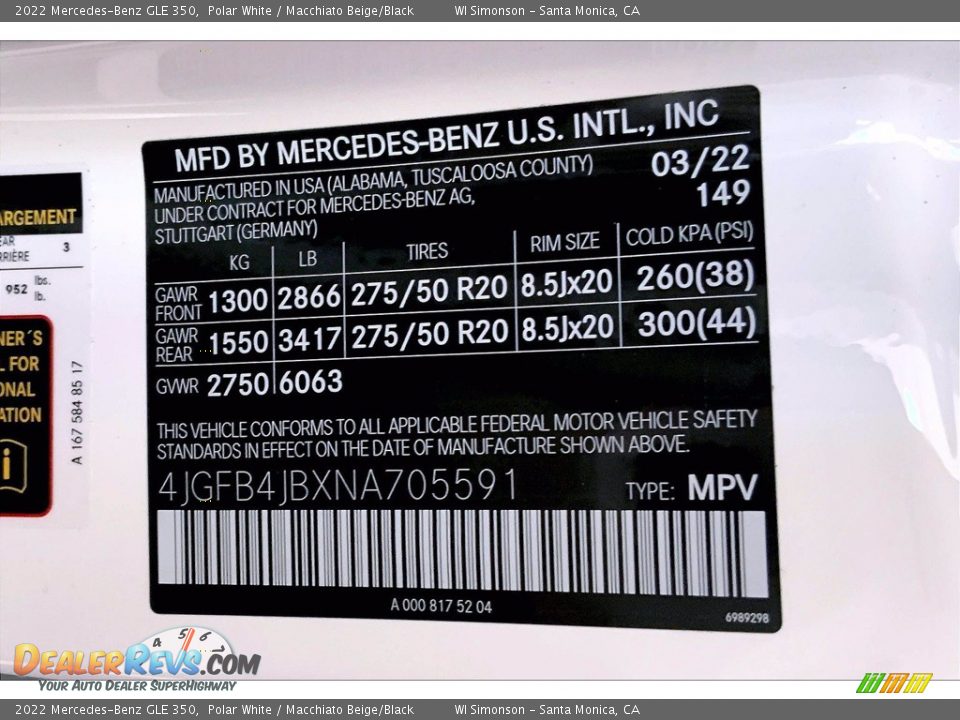 2022 Mercedes-Benz GLE 350, Polar White / Macchiato Beige/Black WI Simonson - Santa Monica, CA
MFD BY MERCEDES-BENZ U.S. INTL., INC
MANUFACTURED IN USA (ALABAMA, TUSCALOOSA COUNTY) 03/22
UNDER CONTRACT FOR MERCEDES-BENZ AG, 149
STUTTGART (GERMANY)
KG LB TIRES RIM SIZE COLD KPA (PSI)
GAWR FRONT 1300 2866 275/50 R20 8.5Jx20 260(38)
GAWR REAR 1550 3417 275/50 R20 8.5Jx20 300(44)
GVWR 2750 6063
THIS VEHICLE CONFORMS TO ALL APPLICABLE FEDERAL MOTOR VEHICLE SAFETY
STANDARDS IN EFFECT ON THE DATE OF MANUFACTURE SHOWN ABOVE.
4JGFB4JBXNA705591 TYPE: MPV
A 000 817 52 04
6989298
3
952 lbs.
lb.
FOR
i
A 167 584 85 17
4 5 6
DEALERREVS.COM
YOUR AUTO DEALER SUPERHIGHWAY
2022 Mercedes-Benz GLE 350, Polar White / Macchiato Beige/Black WI Simonson - Santa Monica, CA